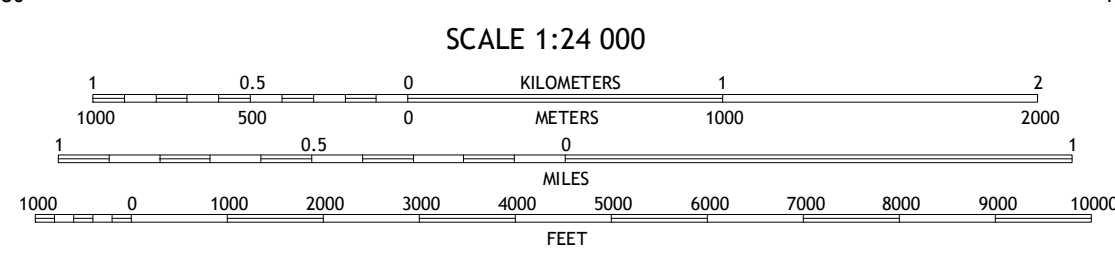 SCALE 1:24 000
1 0.5 0 KILOMETERS 1 2
1000 500 0 METERS 1000 2000
1 0.5 0 1
MILES
1000 0 1000 2000 3000 4000 5000 6000 7000 8000 9000 10000
FEET